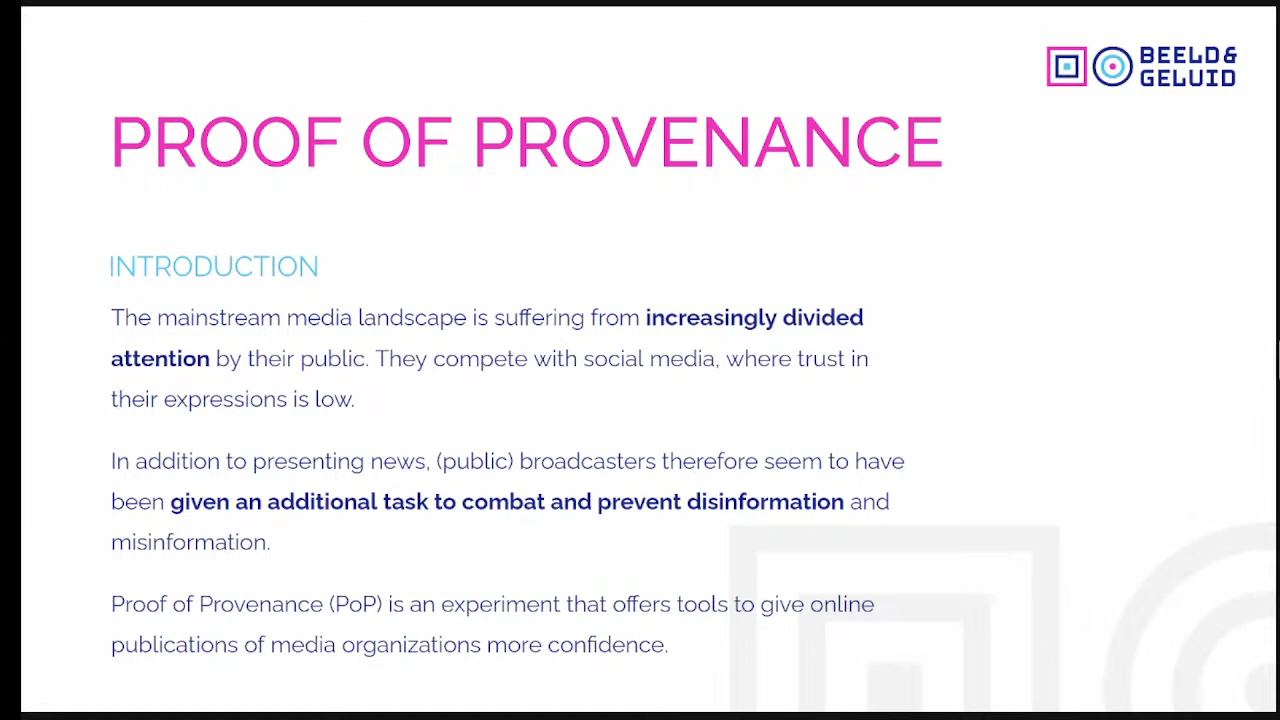 BEELD&
GELUID
PROOF OF PROVENANCE
INTRODUCTION
The mainstream media landscape is suffering from increasingly divided
attention by their public. They compete with social media, where trust in
their expressions is low.
In addition to presenting news, (public) broadcasters therefore seem to have
been given an additional task to combat and prevent disinformation and
misinformation.
Proof of Provenance (PoP) is an experiment that offers tools to give online
publications of media organizations more confidence.